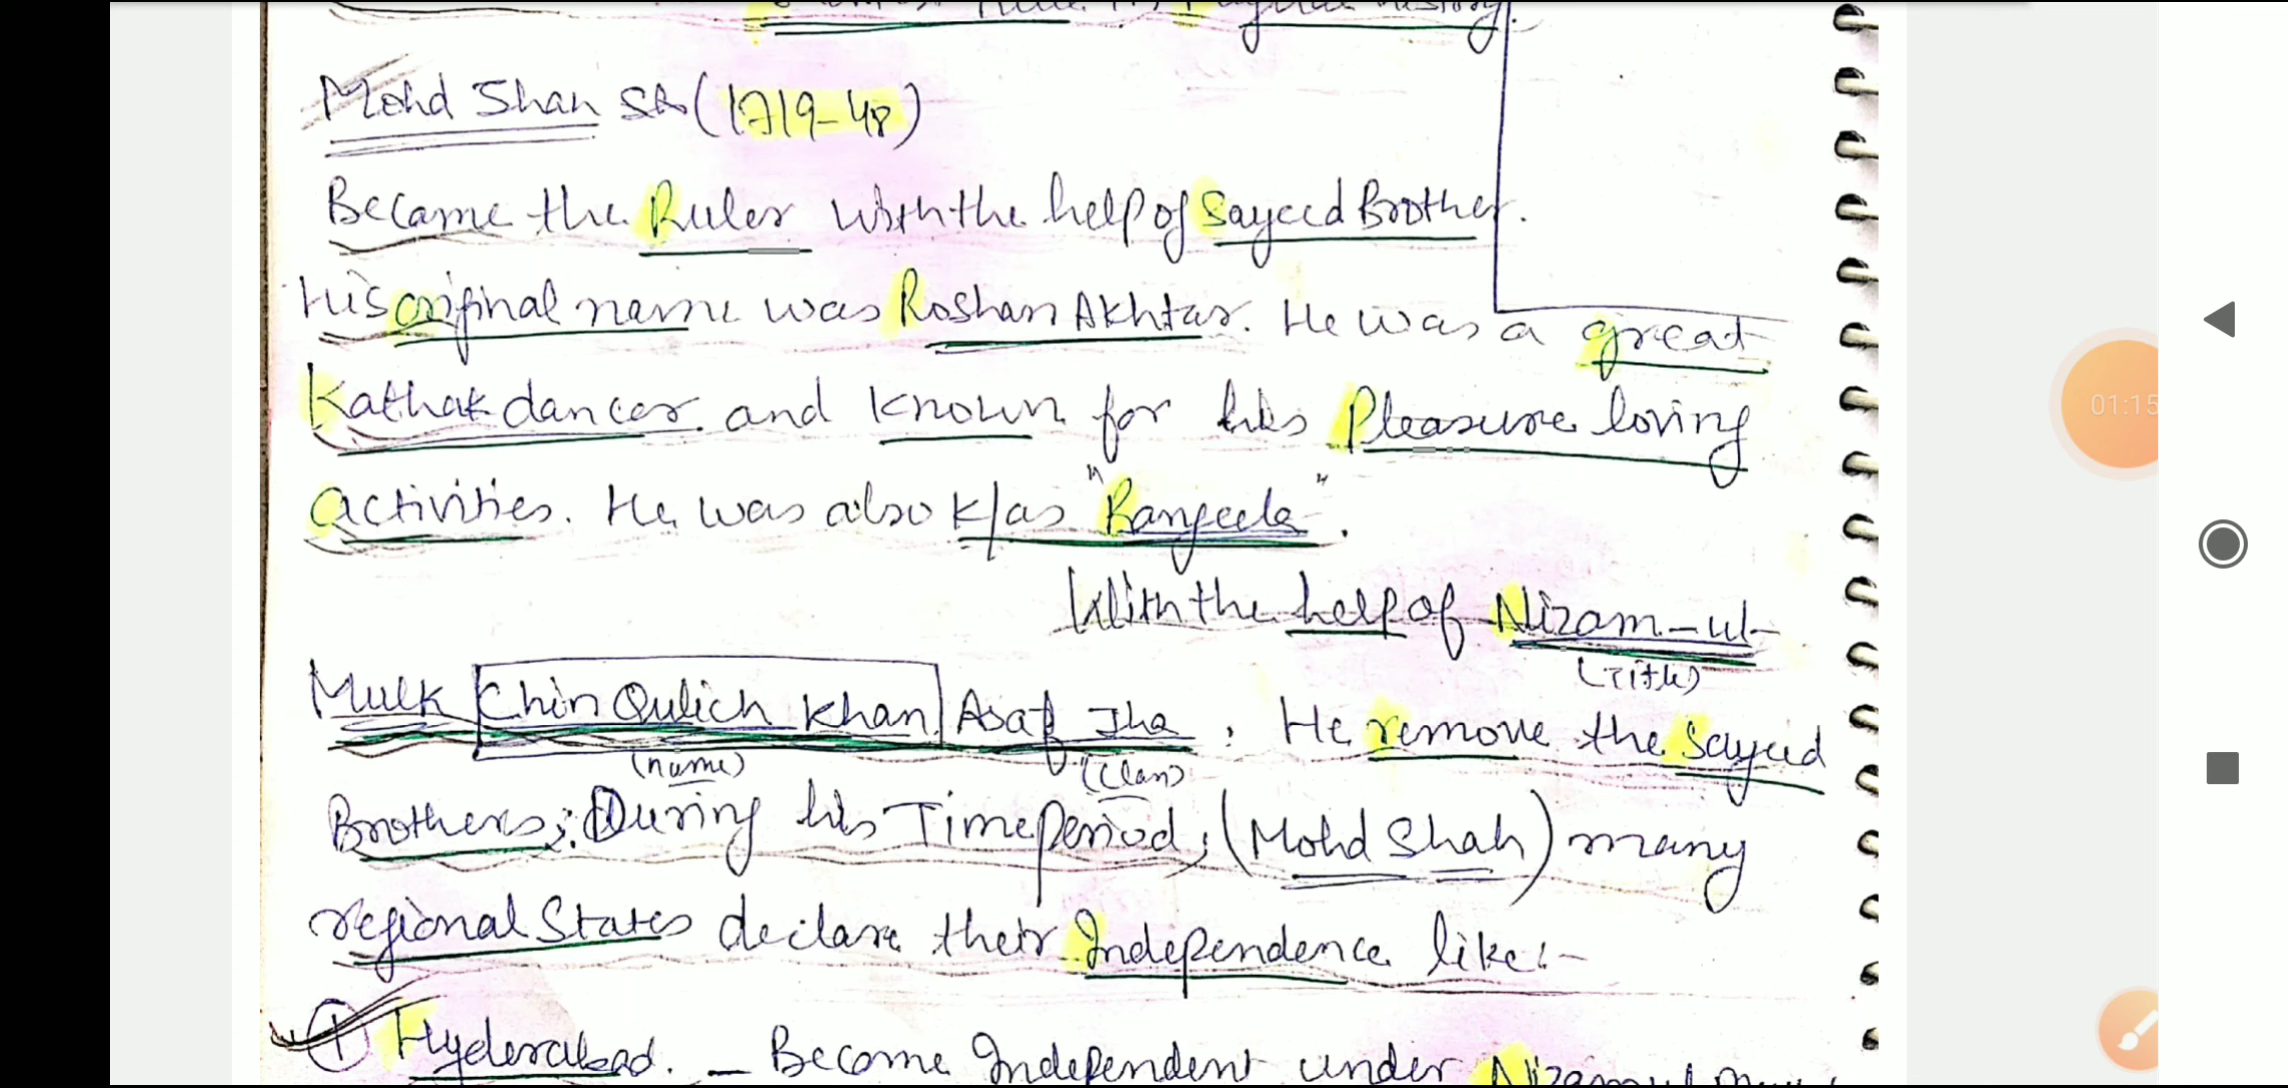 history.
Mohd Shah (1719-48)
Became the Ruler with the help of Sayeed Brother.
His original name was Roshan Akhtar. He was a great
Kathak dancer and known for his Pleasure loving
activities. He was also k/as "Rangeela".
With the help of Nizam-ul-
(Title)
Mulk Chin Qulich Khan Asaf Jha. He remove the Sayeed
(name) (Clan)
Brothers; During his Time period, (Mohd Shah) many
regional States declare their Independence like:-
① Hyderabad. - Become Independent under
01:15